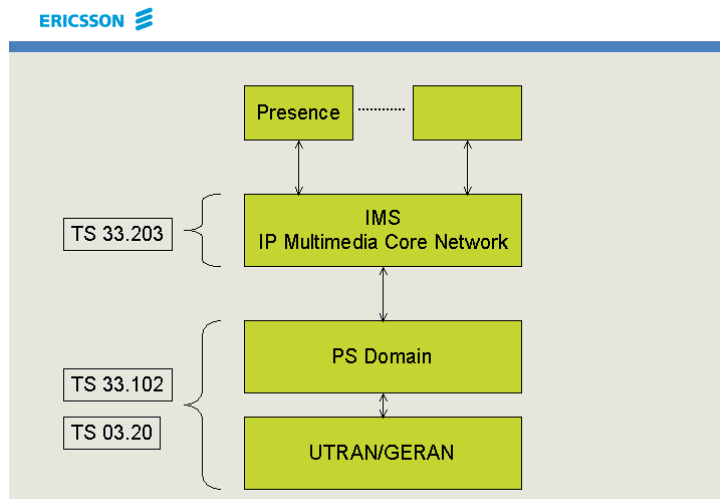 ERICSSON
Presence
IMS
IP Multimedia Core Network
TS 33.203
PS Domain
TS 33.102
TS 03.20
UTRAN/GERAN